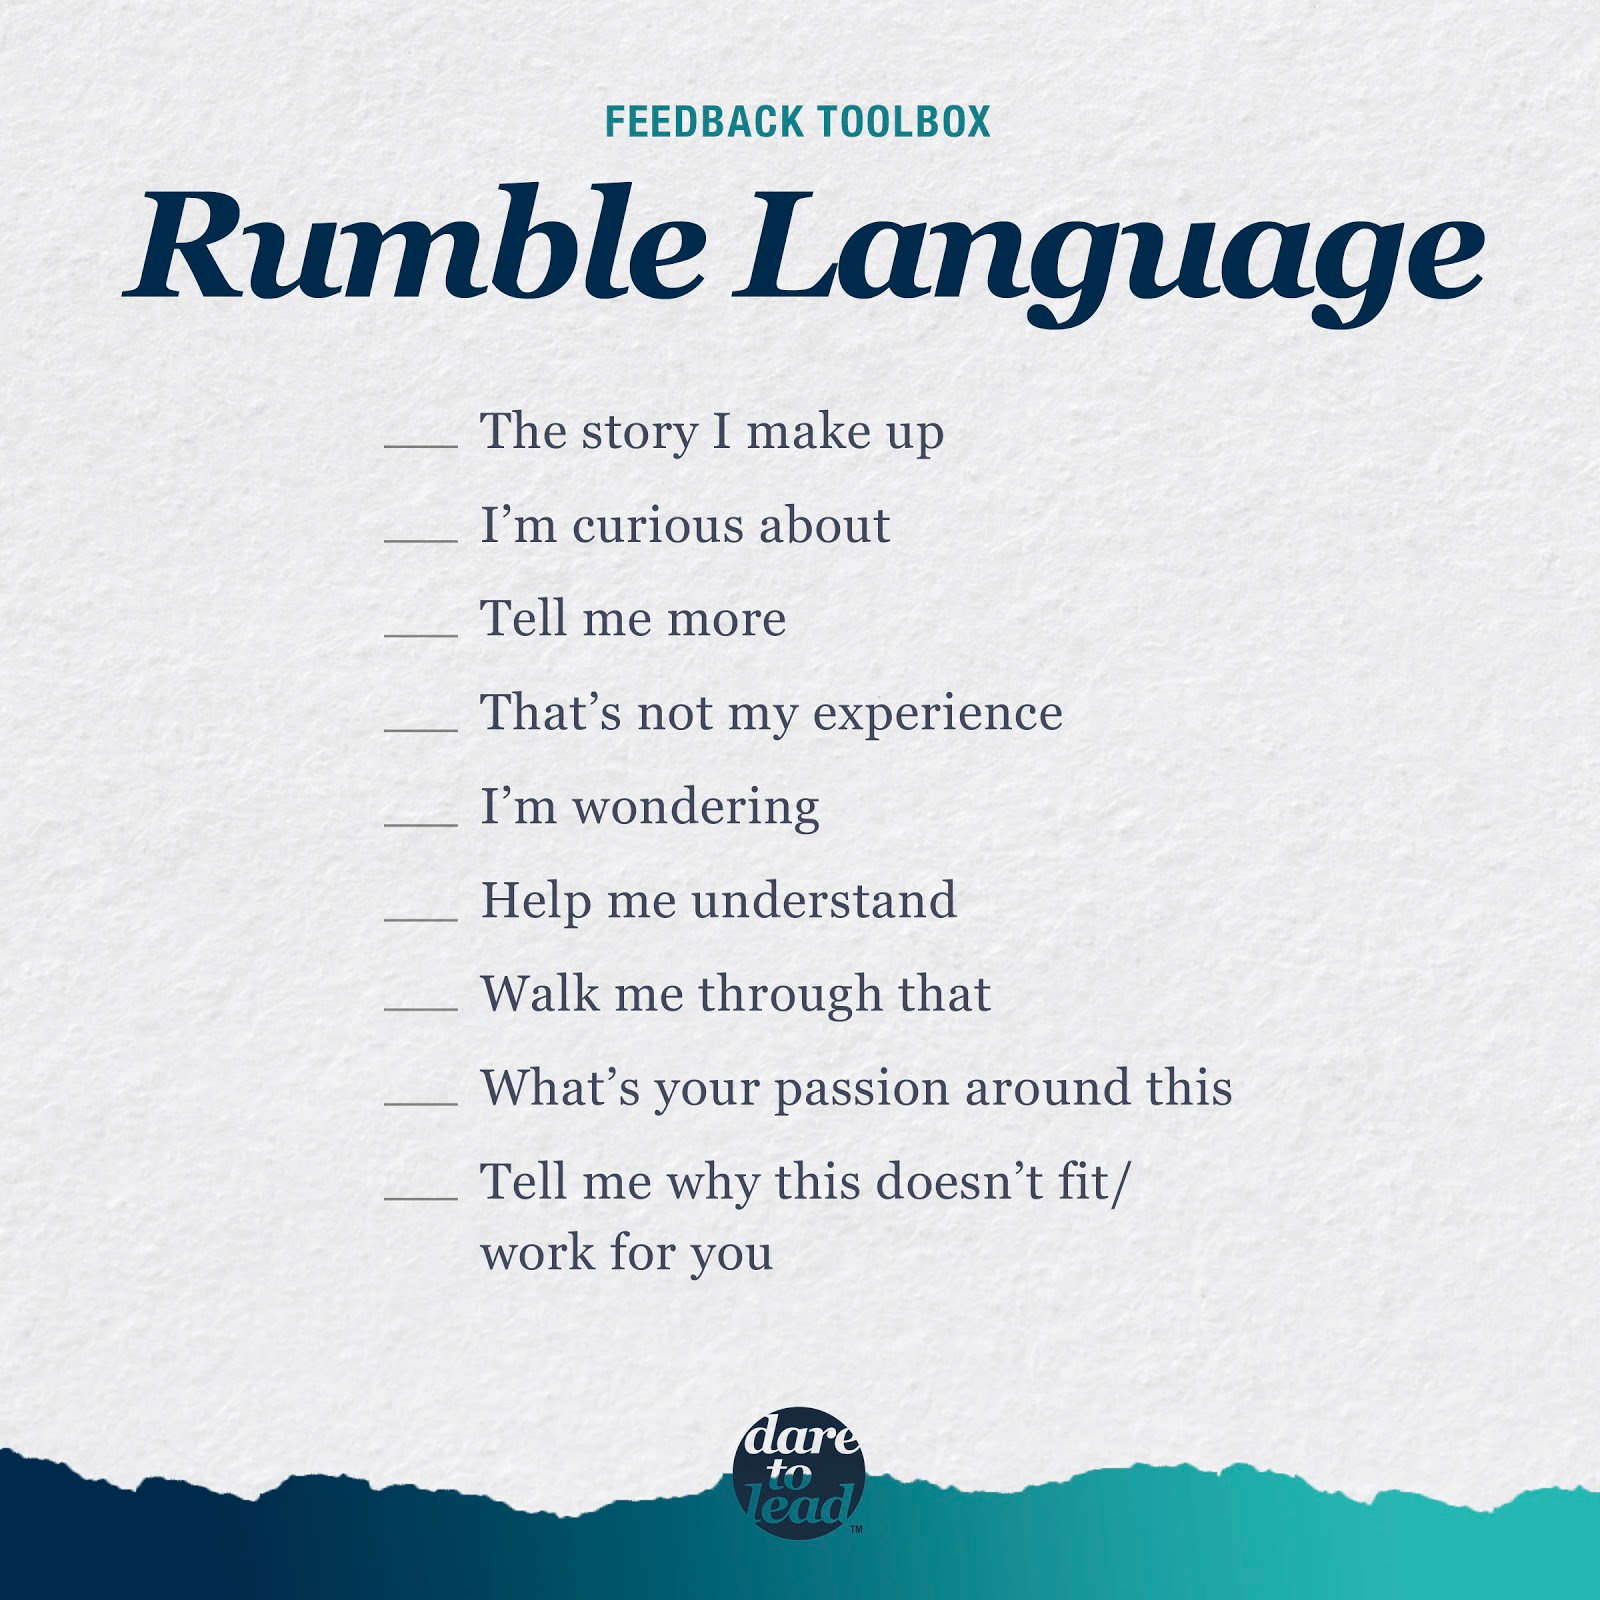 FEEDBACK TOOLBOX
Rumble Language
___ The story I make up
___ I’m curious about
___ Tell me more
___ That’s not my experience
___ I’m wondering
___ Help me understand
___ Walk me through that
___ What’s your passion around this
___ Tell me why this doesn’t fit/
work for you
dare
to
lead™